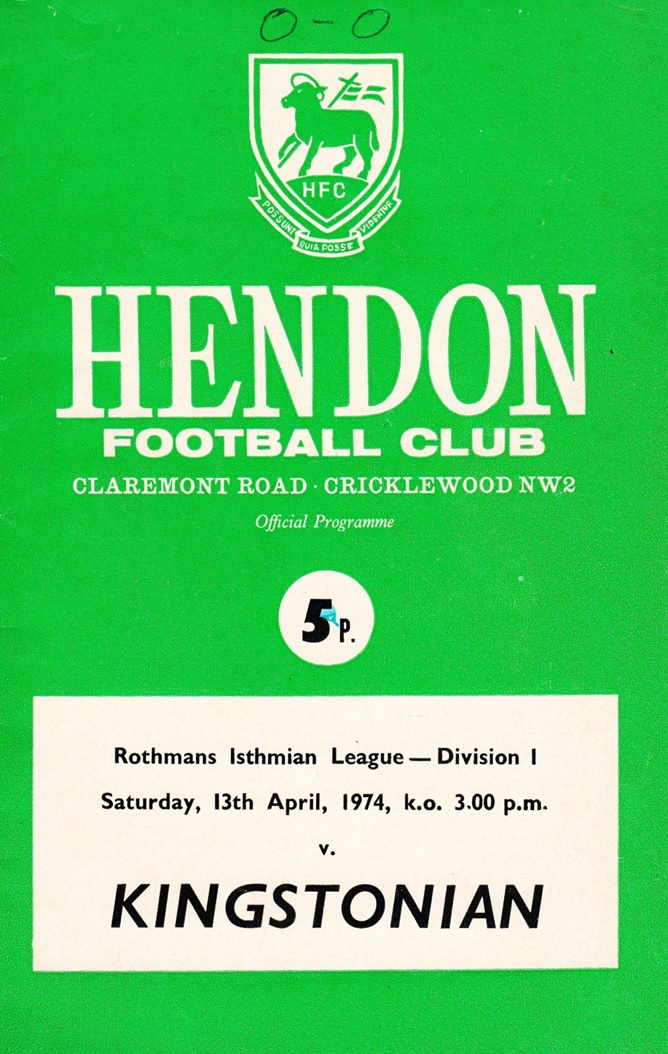 0 - 0
HFC
POSSUNT QUIA POSSE VIDENTUR
HENDON
FOOTBALL CLUB
CLAREMONT ROAD · CRICKLEWOOD NW2
Official Programme
5P.
Rothmans Isthmian League — Division 1
Saturday, 13th April, 1974, k.o. 3.00 p.m.
v.
KINGSTONIAN